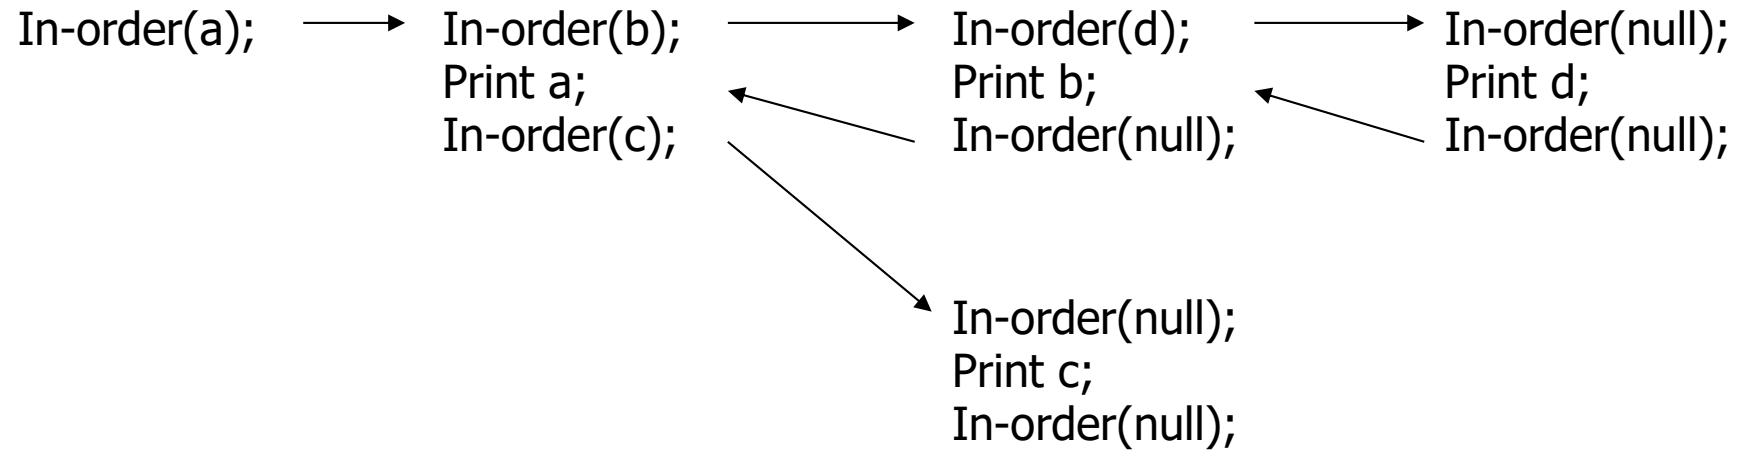 In-order(a);
In-order(b);
Print a;
In-order(c);
In-order(d);
Print b;
In-order(null);
In-order(null);
Print d;
In-order(null);
In-order(null);
Print c;
In-order(null);